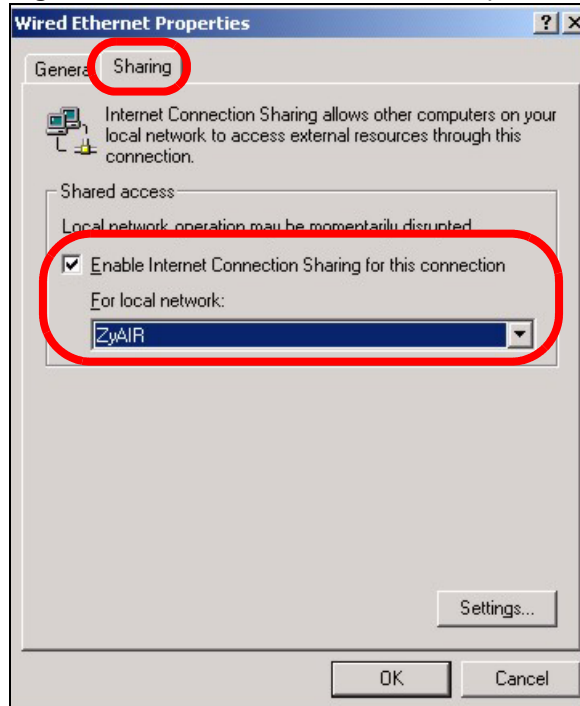 Wired Ethernet Properties
General Sharing
Internet Connection Sharing allows other computers on your
local network to access external resources through this
connection.
Shared access
Local network operation may be momentarily disrupted
Enable Internet Connection Sharing for this connection
For local network:
ZyAIR
Settings...
OK Cancel